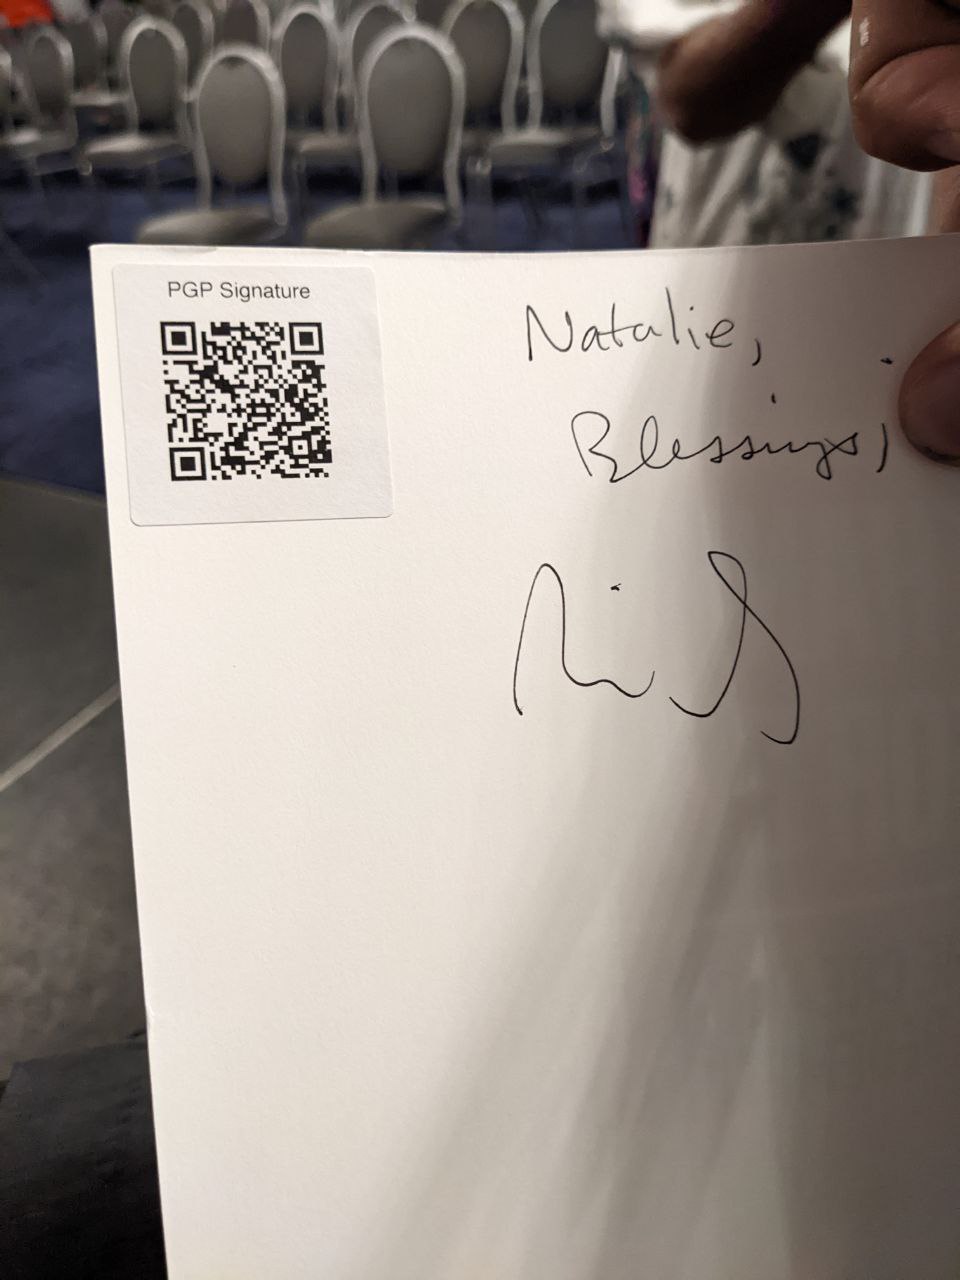 PGP Signature
Natalie,
Blessings,